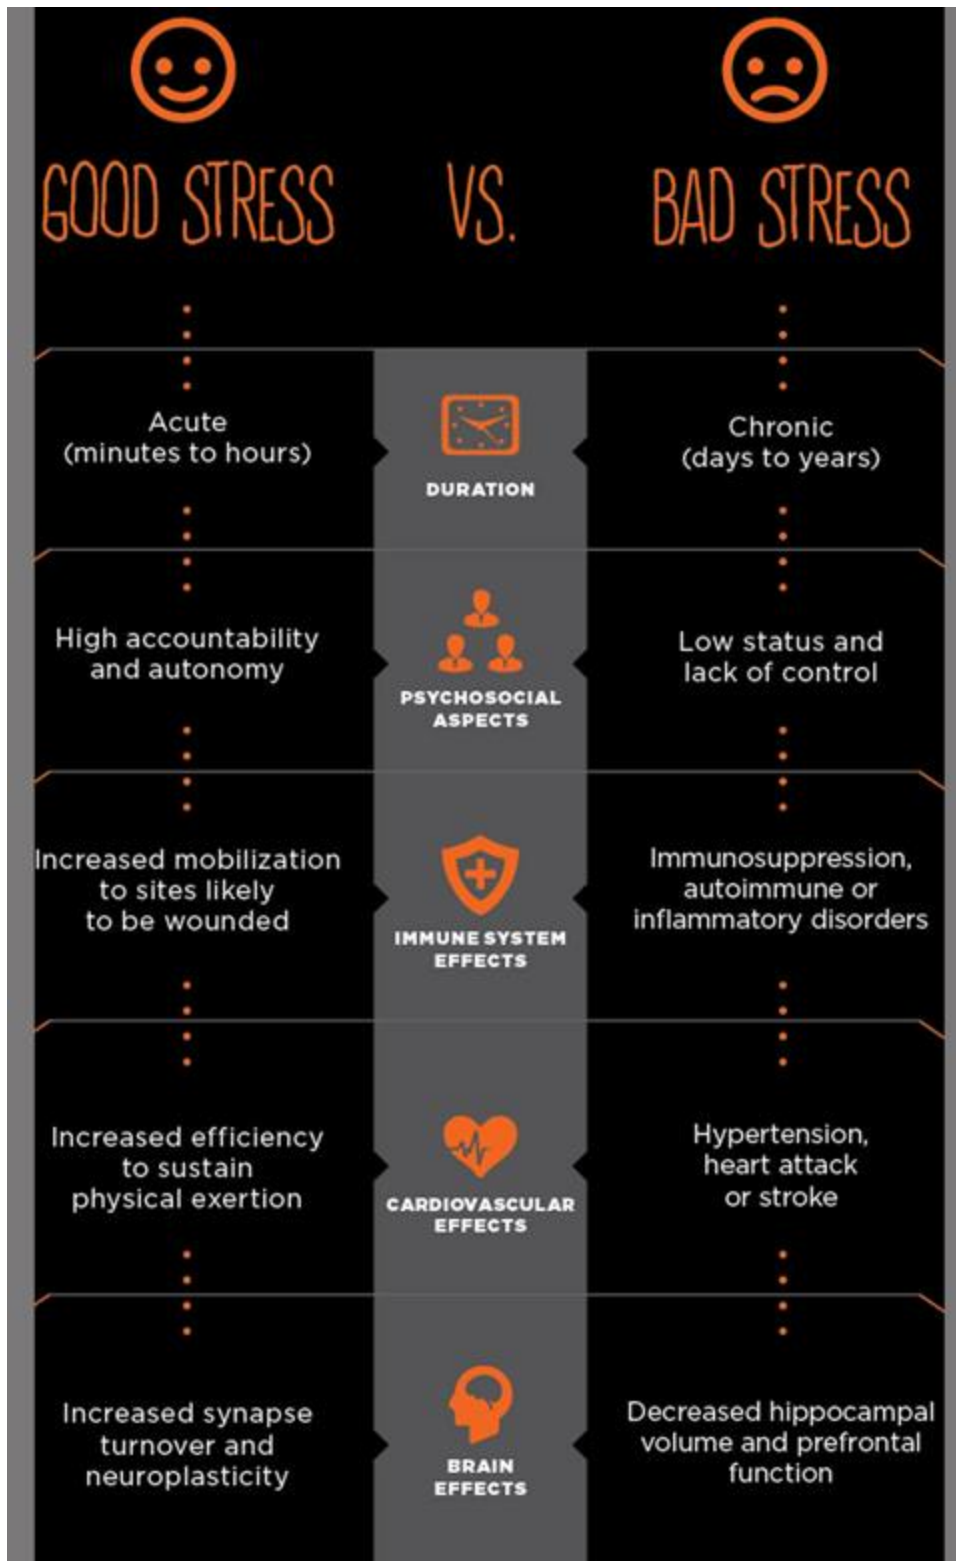 GOOD STRESS VS. BAD STRESS
Acute
(minutes to hours)
DURATION
Chronic
(days to years)
High accountability
and autonomy
PSYCHOSOCIAL
ASPECTS
Low status and
lack of control
Increased mobilization
to sites likely
to be wounded
IMMUNE SYSTEM
EFFECTS
Immunosuppression,
autoimmune or
inflammatory disorders
Increased efficiency
to sustain
physical exertion
CARDIOVASCULAR
EFFECTS
Hypertension,
heart attack
or stroke
Increased synapse
turnover and
neuroplasticity
BRAIN
EFFECTS
Decreased hippocampal
volume and prefrontal
function